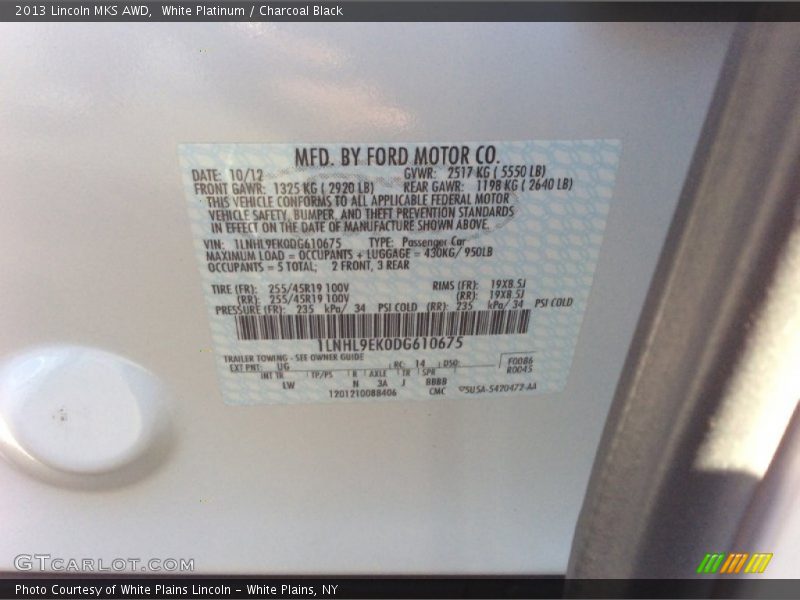 2013 Lincoln MKS AWD,  White Platinum / Charcoal Black
MFD. BY FORD MOTOR CO.
DATE: 10/12 GVWR: 2517 KG ( 5550 LB)
FRONT GAWR: 1325 KG ( 2920 LB) REAR GAWR: 1198 KG ( 2640 LB)
THIS VEHICLE CONFORMS TO ALL APPLICABLE FEDERAL MOTOR
VEHICLE SAFETY, BUMPER, AND THEFT PREVENTION STANDARDS
IN EFFECT ON THE DATE OF MANUFACTURE SHOWN ABOVE.
VIN: 1LNHL9EK0DG610675 TYPE: Passenger Car
MAXIMUM LOAD = OCCUPANTS + LUGGAGE = 430KG/ 950LB
OCCUPANTS = 5 TOTAL; 2 FRONT, 3 REAR
TIRE (FR): 255/45R19 100V RIMS (FR): 19X8.5J
(RR): 255/45R19 100V (RR): 19X8.5J
PRESSURE (FR): 235 kPa/ 34 PSI COLD (RR): 235 kPa/ 34 PSI COLD
1LNHL9EK0DG610675
TRAILER TOWING - SEE OWNER GUIDE
EXT PNT: UG RC: 14 DSO: F0086
R0045
INT TR TP/PS R AXLE TR SPR
LW N 3A J BBBB
1201210088406 CMC 5U5A-5420472-AA
GTCARLOT.COM
Photo Courtesy of White Plains Lincoln - White Plains, NY